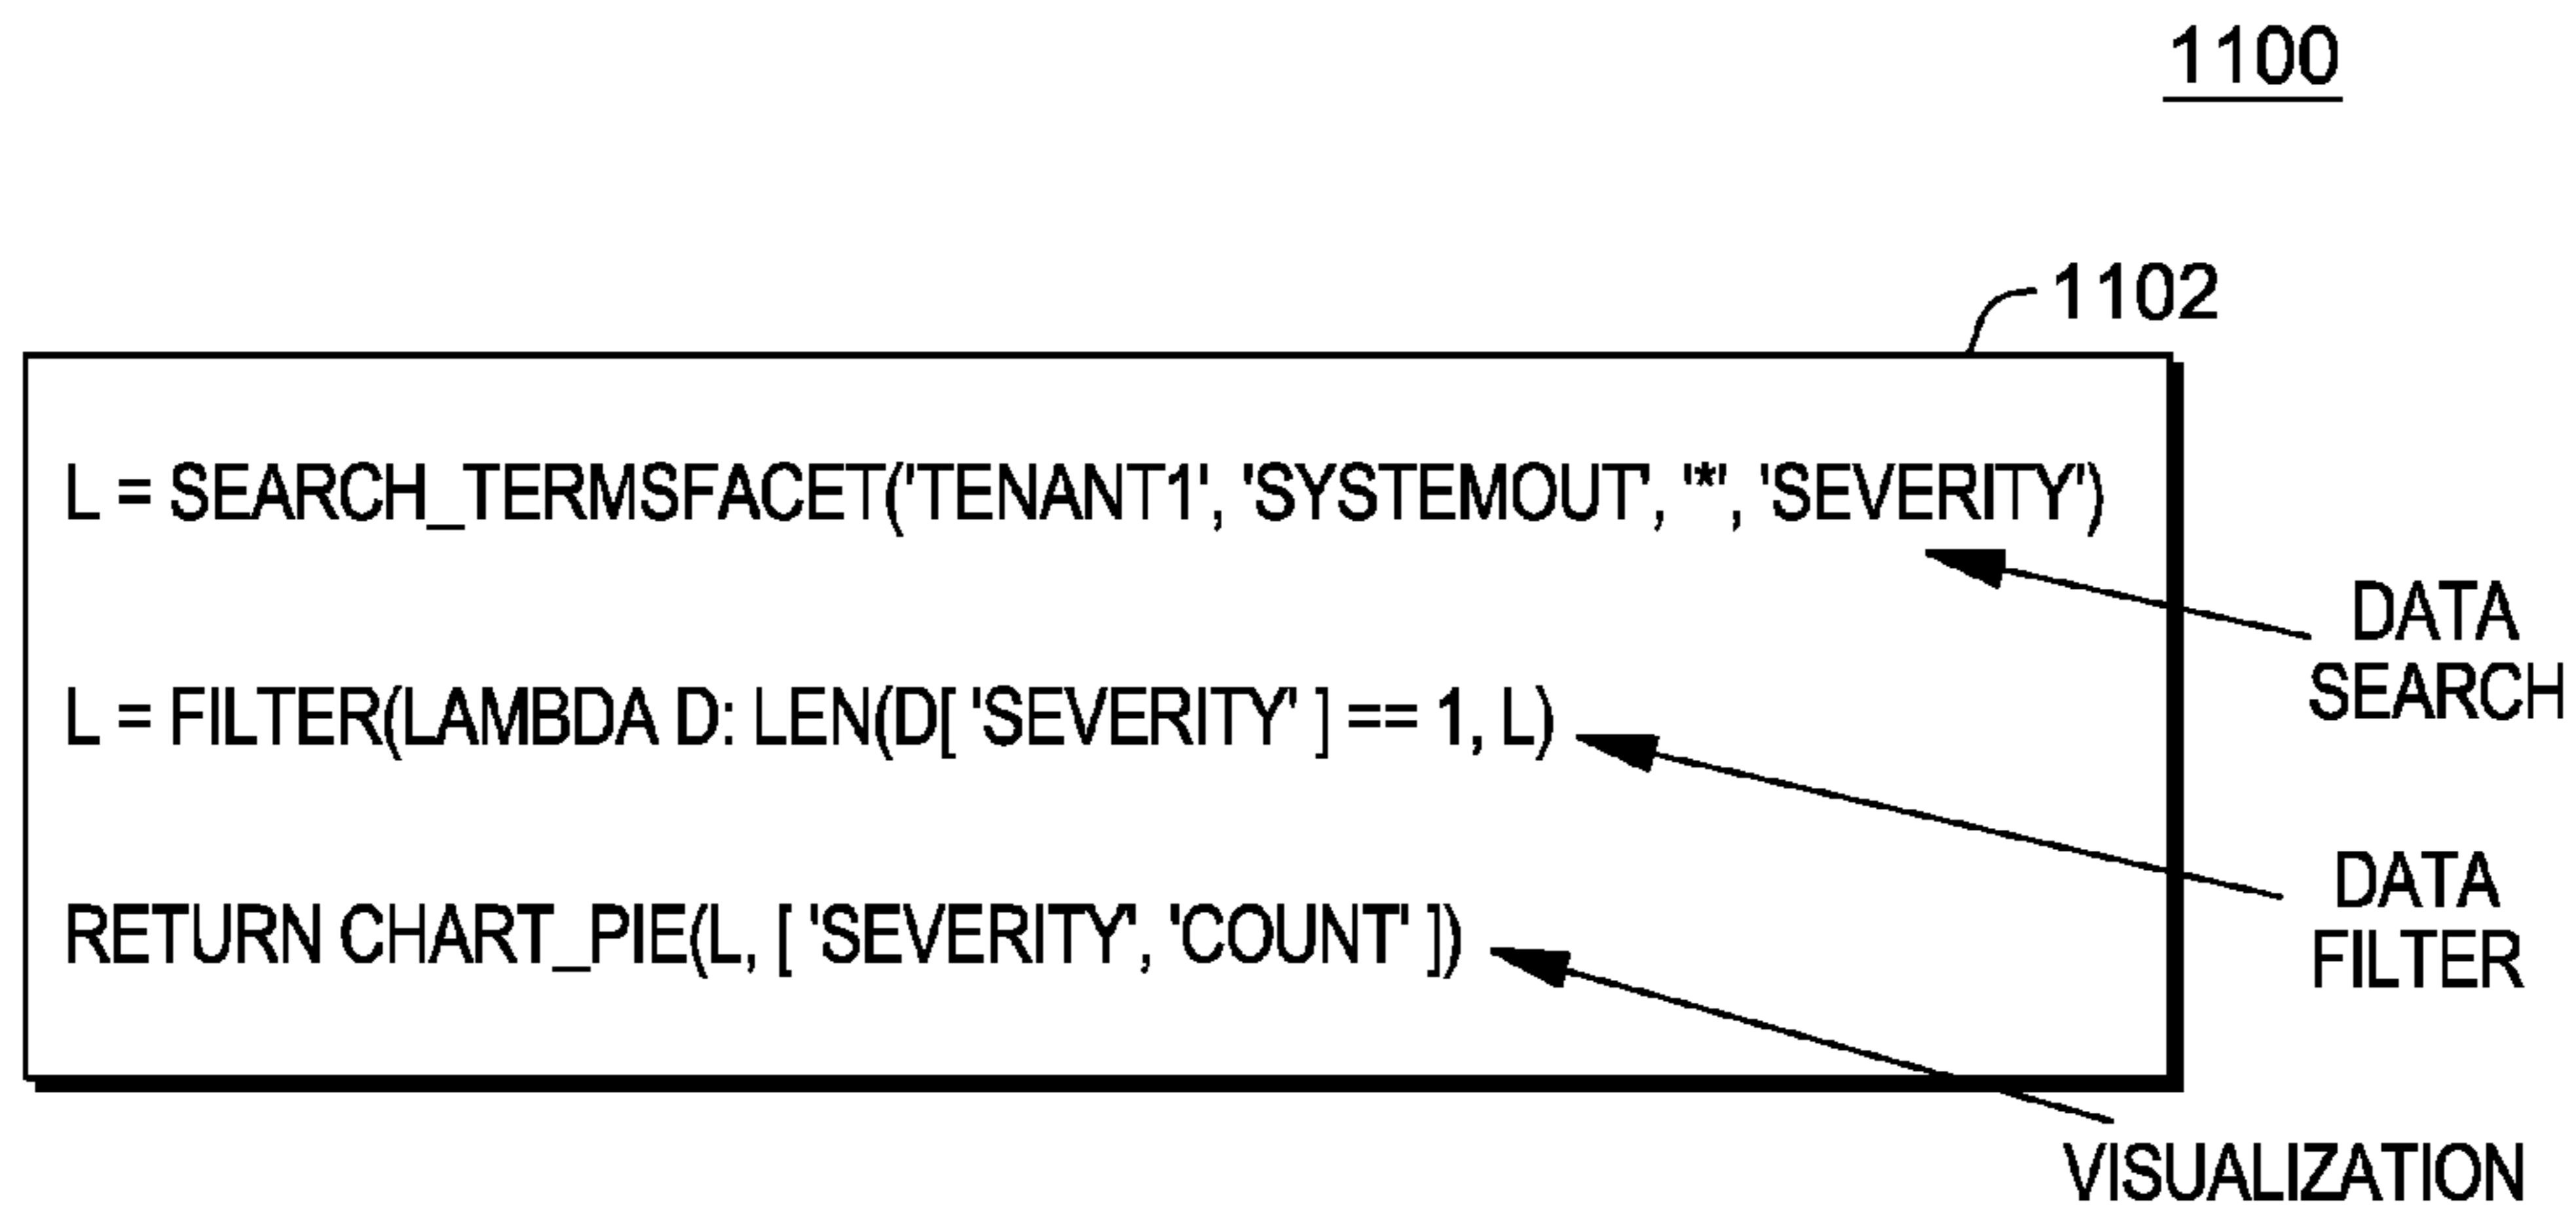 1100
1102
L = SEARCH_TERMSFACET('TENANT1', 'SYSTEMOUT', '*', 'SEVERITY')
DATA
SEARCH
L = FILTER(LAMBDA D: LEN(D[ 'SEVERITY' ] == 1, L)
DATA
FILTER
RETURN CHART_PIE(L, [ 'SEVERITY', 'COUNT' ])
VISUALIZATION